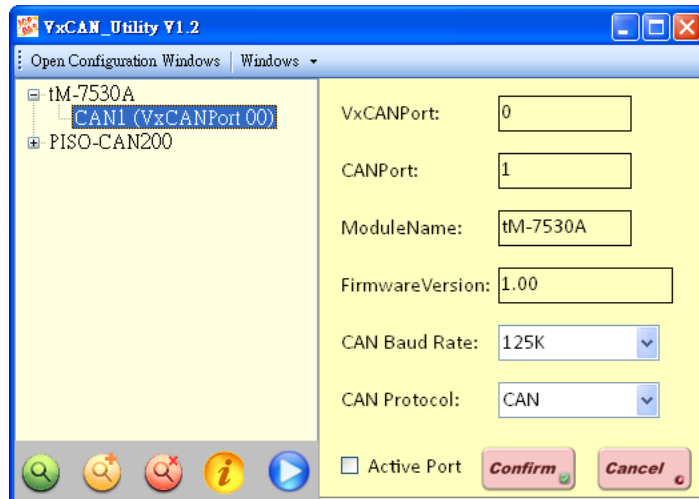 VxCAN_Utility V1.2
Open Configuration Windows Windows
tM-7530A
CAN1 (VxCANPort 00)
PISO-CAN200
VxCANPort: 0
CANPort: 1
ModuleName: tM-7530A
FirmwareVersion: 1.00
CAN Baud Rate: 125K
CAN Protocol: CAN
Active Port Confirm Cancel